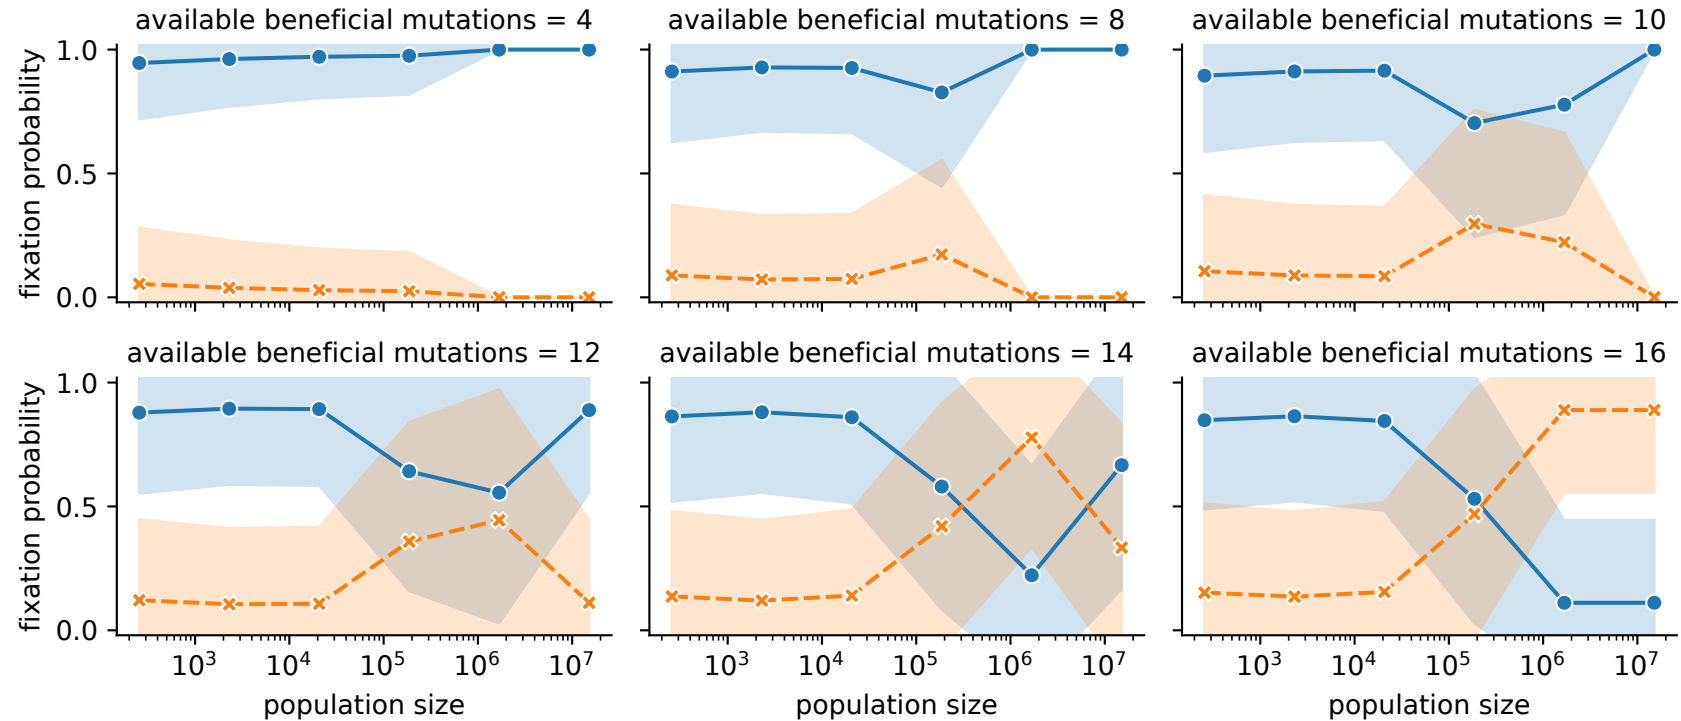 available beneficial mutations = 4
available beneficial mutations = 8
available beneficial mutations = 10
fixation probability
1.0
0.5
0.0
available beneficial mutations = 12
available beneficial mutations = 14
available beneficial mutations = 16
fixation probability
1.0
0.5
0.0
10³ 10⁴ 10⁵ 10⁶ 10⁷
10³ 10⁴ 10⁵ 10⁶ 10⁷
10³ 10⁴ 10⁵ 10⁶ 10⁷
population size
population size
population size